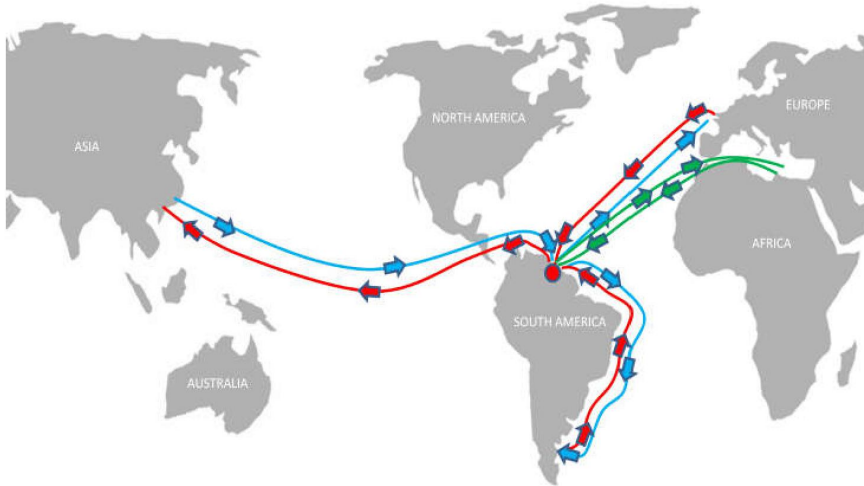 NORTH AMERICA
EUROPE
ASIA
AFRICA
SOUTH AMERICA
AUSTRALIA